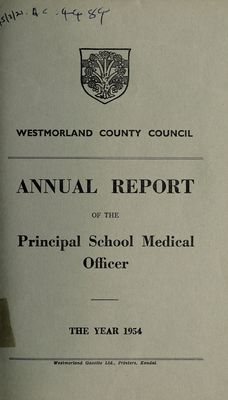 WESTMORLAND COUNTY COUNCIL
ANNUAL REPORT
OF THE
Principal School Medical
Officer
THE YEAR 1954
Westmorland Gazette Ltd., Printers, Kendal.